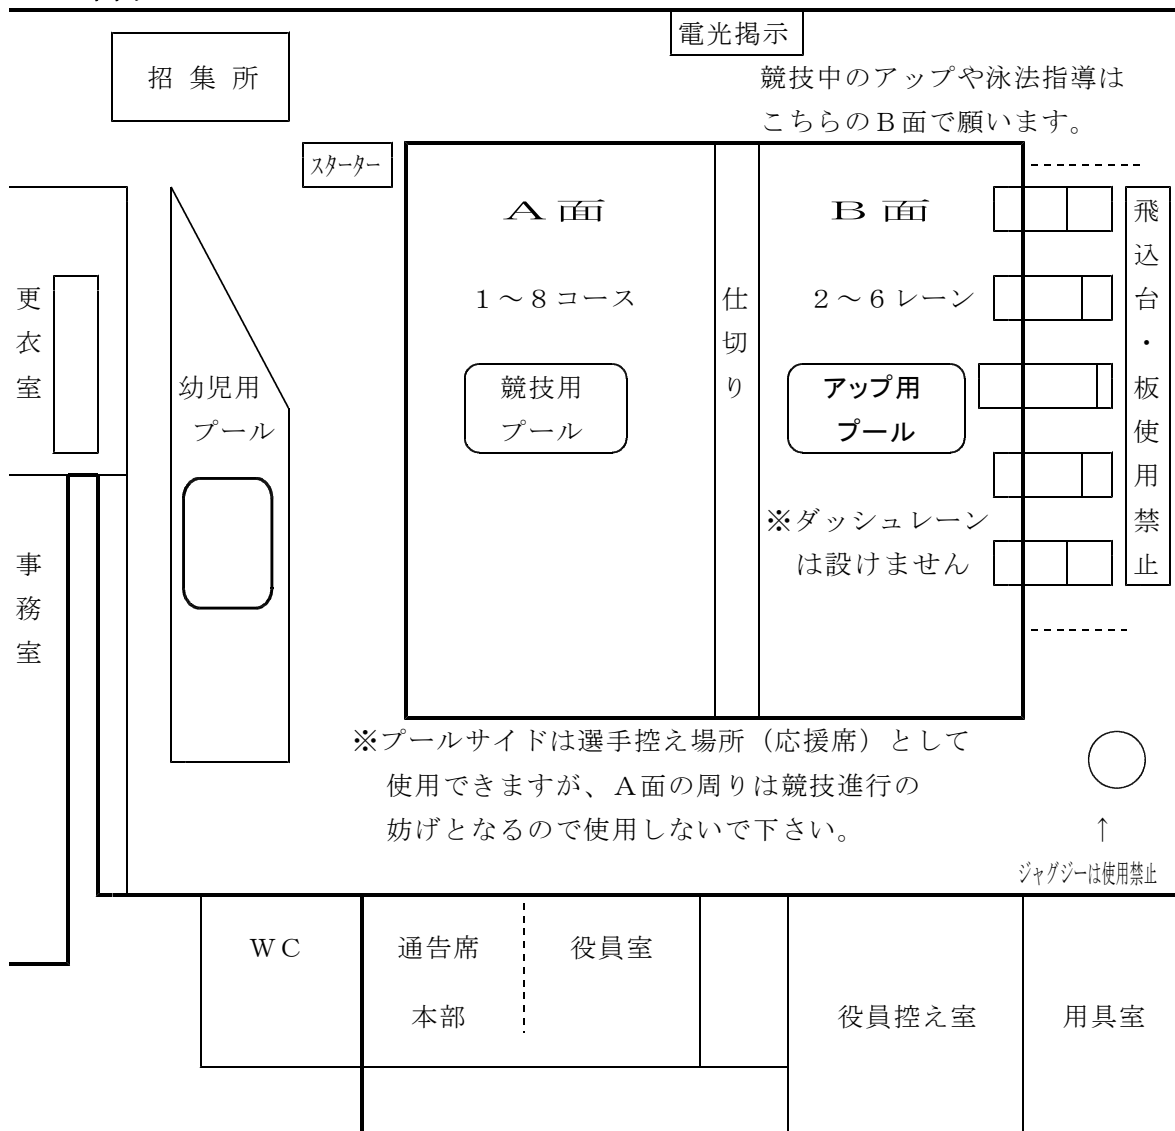 電光掲示
招集所
競技中のアップや泳法指導は
こちらのＢ面で願います。
スターター
Ａ面
Ｂ面
１～８コース
２～６レーン
仕切り
飛込台・板使用禁止
更衣室
幼児用
プール
競技用
プール
アップ用
プール
※ダッシュレーン
は設けません
事務室
※プールサイドは選手控え場所（応援席）として
使用できますが、Ａ面の周りは競技進行の
妨げとなるので使用しないで下さい。
↑
ジャグジーは使用禁止
ＷＣ
通告席
役員室
本部
役員控え室
用具室